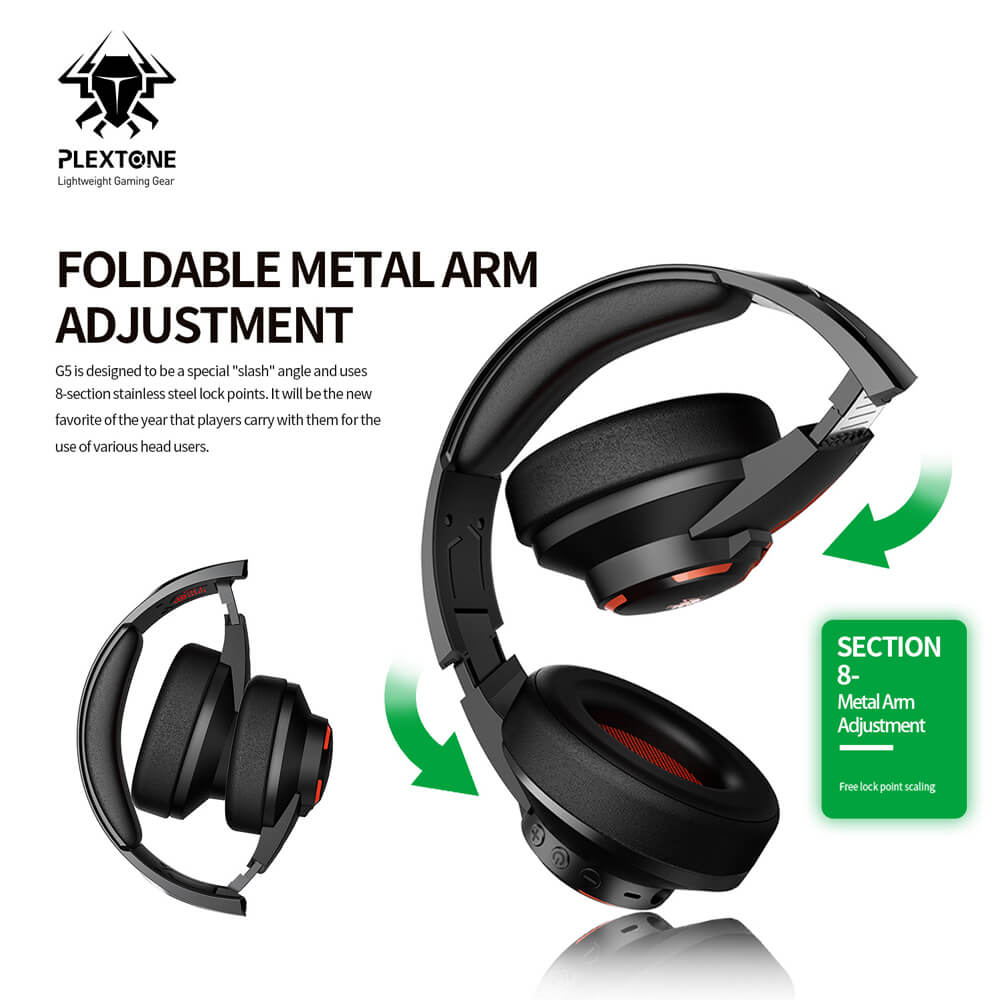 PLEXTONE
Lightweight Gaming Gear
FOLDABLE METAL ARM
ADJUSTMENT
G5 is designed to be a special "slash" angle and uses
8-section stainless steel lock points. It will be the new
favorite of the year that players carry with them for the
use of various head users.
SECTION
8-
Metal Arm
Adjustment
Free lock point scaling